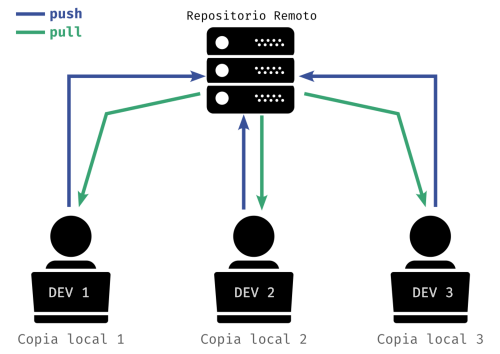 push
pull
Repositorio Remoto
DEV 1
DEV 2
DEV 3
Copia local 1
Copia local 2
Copia local 3